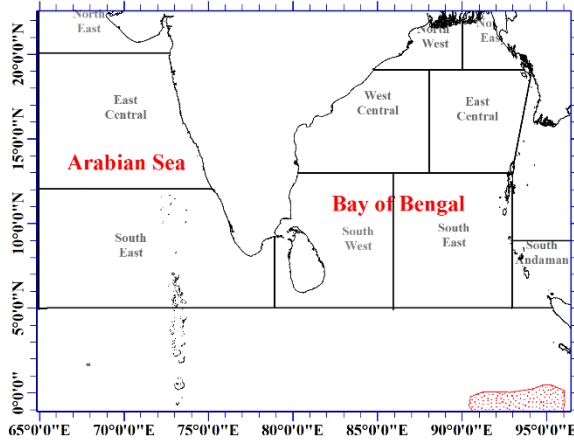 North
East
North
West
North
East
20°0'0"N
East
Central
West
Central
East
Central
15°0'0"N
Arabian Sea
Bay of Bengal
10°0'0"N
South
East
South
West
South
East
South
Andaman
5°0'0"N
0°0'0"
65°0'0"E
70°0'0"E
75°0'0"E
80°0'0"E
85°0'0"E
90°0'0"E
95°0'0"E